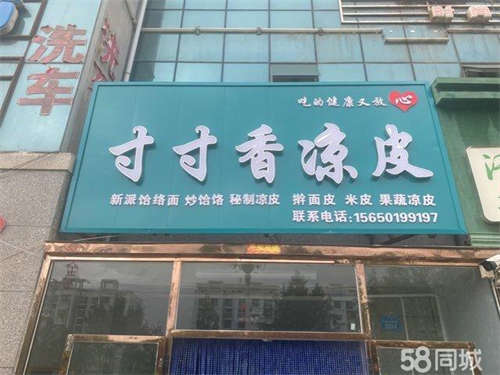 洗车
吃的健康又放心
寸寸香凉皮
新派饸络面 炒饸饹 秘制凉皮 擀面皮 米皮 果蔬凉皮
联系电话:15650199197
58同城